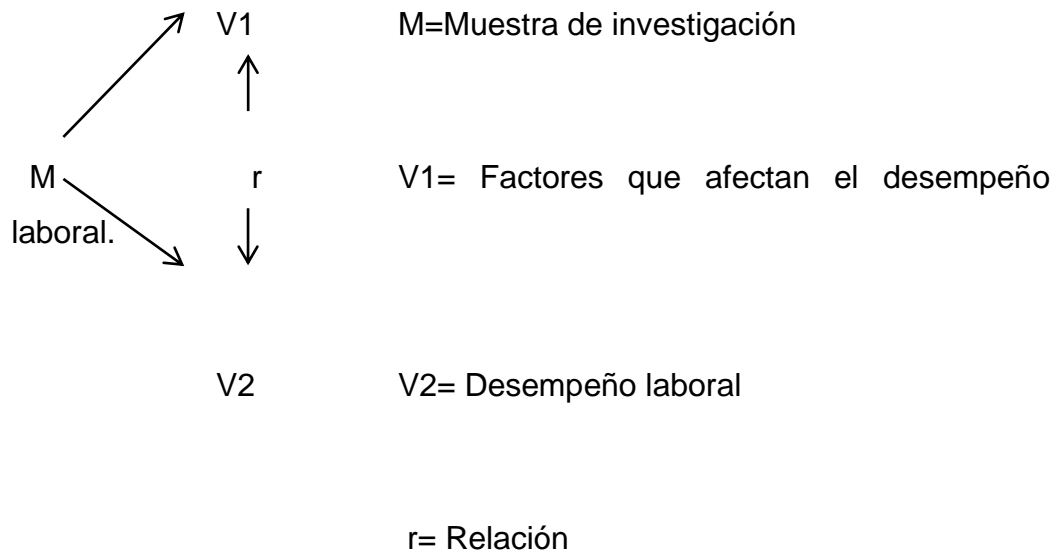 V1 M=Muestra de investigación
M r V1= Factores que afectan el desempeño
laboral.
V2 V2= Desempeño laboral
r= Relación